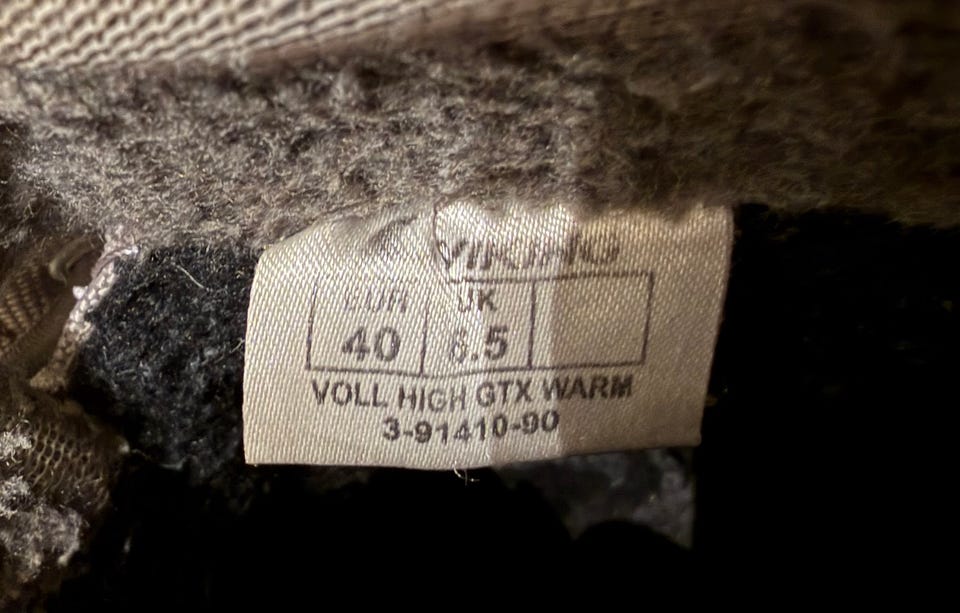 VIKING
EUR UK
40 6.5
VOLL HIGH GTX WARM
3-91410-90